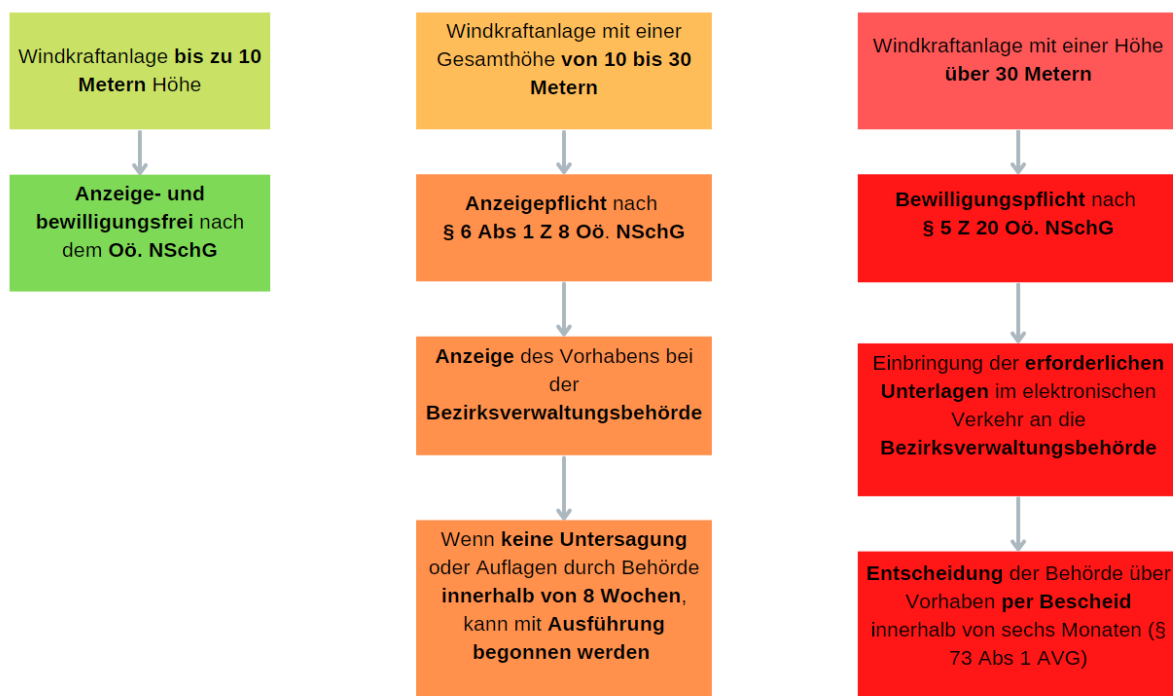 Windkraftanlage bis zu 10
Metern Höhe
Anzeige- und
bewilligungsfrei nach
dem Oö. NSchG
Windkraftanlage mit einer
Gesamthöhe von 10 bis 30
Metern
Anzeigepflicht nach
§ 6 Abs 1 Z 8 Oö. NSchG
Anzeige des Vorhabens bei
der
Bezirksverwaltungsbehörde
Wenn keine Untersagung
oder Auflagen durch Behörde
innerhalb von 8 Wochen,
kann mit Ausführung
begonnen werden
Windkraftanlage mit einer Höhe
über 30 Metern
Bewilligungspflicht nach
§ 5 Z 20 Oö. NSchG
Einbringung der erforderlichen
Unterlagen im elektronischen
Verkehr an die
Bezirksverwaltungsbehörde
Entscheidung der Behörde über
Vorhaben per Bescheid
innerhalb von sechs Monaten (§
73 Abs 1 AVG)